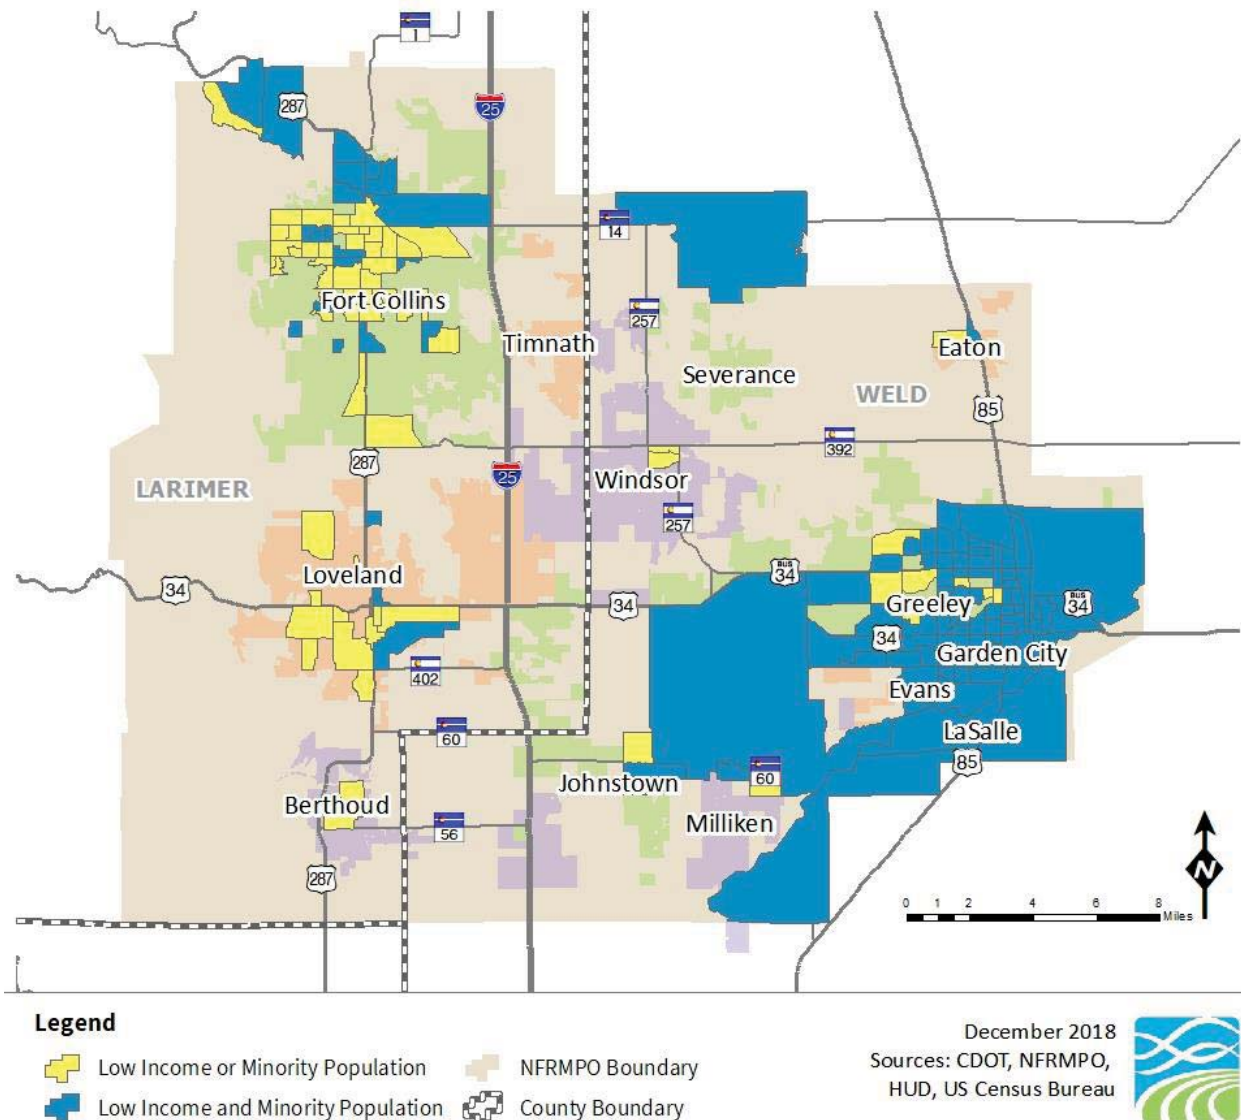 1
287
25
14
Fort Collins
257
Timnath
Eaton
Severance
WELD
85
392
287
25
Windsor
LARIMER
257
Loveland
BUS
34
34
34
Greeley
BUS
34
34
Garden City
402
Evans
60
LaSalle
85
60
Johnstown
Berthoud
Milliken
56
287
N
0 1 2 4 6 8
Miles
Legend
Low Income or Minority Population
NFRMPO Boundary
Low Income and Minority Population
County Boundary
December 2018
Sources: CDOT, NFRMPO,
HUD, US Census Bureau